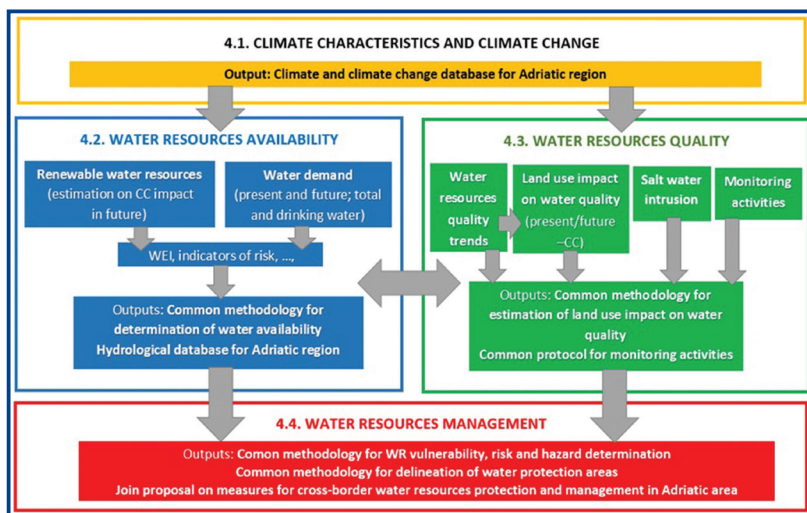 4.1. CLIMATE CHARACTERISTICS AND CLIMATE CHANGE
Output: Climate and climate change database for Adriatic region
4.2. WATER RESOURCES AVAILABILITY
Renewable water resources
(estimation on CC impact
in future)
Water demand
(present and future; total
and drinking water)
WEI, indicators of risk, ...,
Outputs: Common methodology for
determination of water availability
Hydrological database for Adriatic region
4.3. WATER RESOURCES QUALITY
Water
resources
quality
trends
Land use impact
on water quality
(present/future
–CC)
Salt water
intrusion
Monitoring
activities
Outputs: Common methodology for
estimation of land use impact on water
quality
Common protocol for monitoring activities
4.4. WATER RESOURCES MANAGEMENT
Outputs: Comon methodology for WR vulnerability, risk and hazard determination
Common methodology for delineation of water protection areas
Join proposal on measures for cross-border water resources protection and management in Adriatic area